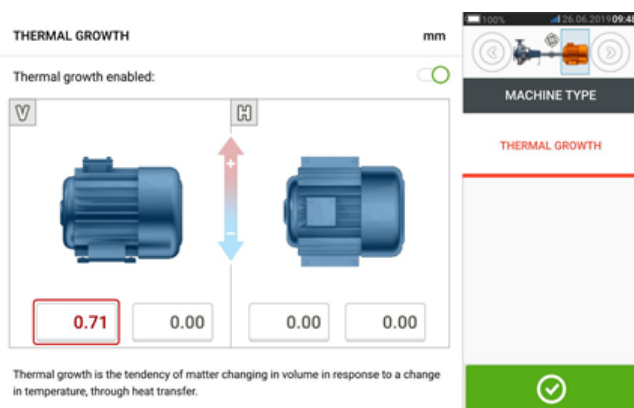 THERMAL GROWTH
mm
Thermal growth enabled:
V
H
+
-
0.71
0.00
0.00
0.00
Thermal growth is the tendency of matter changing in volume in response to a change
in temperature, through heat transfer.
100%
26.06.2019 09:48
MACHINE TYPE
THERMAL GROWTH